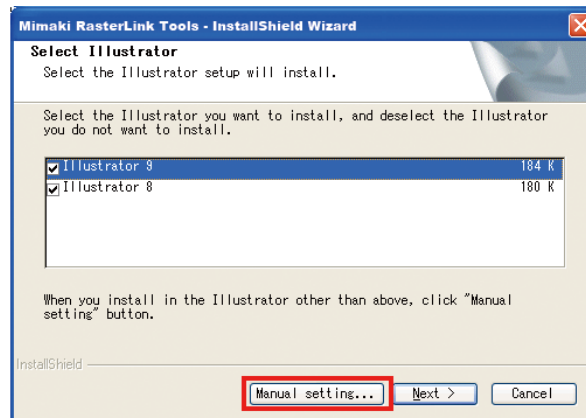 Mimaki RasterLink Tools - InstallShield Wizard
Select Illustrator
Select the Illustrator setup will install.
Select the Illustrator you want to install, and deselect the Illustrator
you do not want to install.
Illustrator 9 184 K
Illustrator 8 180 K
When you install in the Illustrator other than above, click "Manual
setting" button.
InstallShield
Manual setting... Next > Cancel